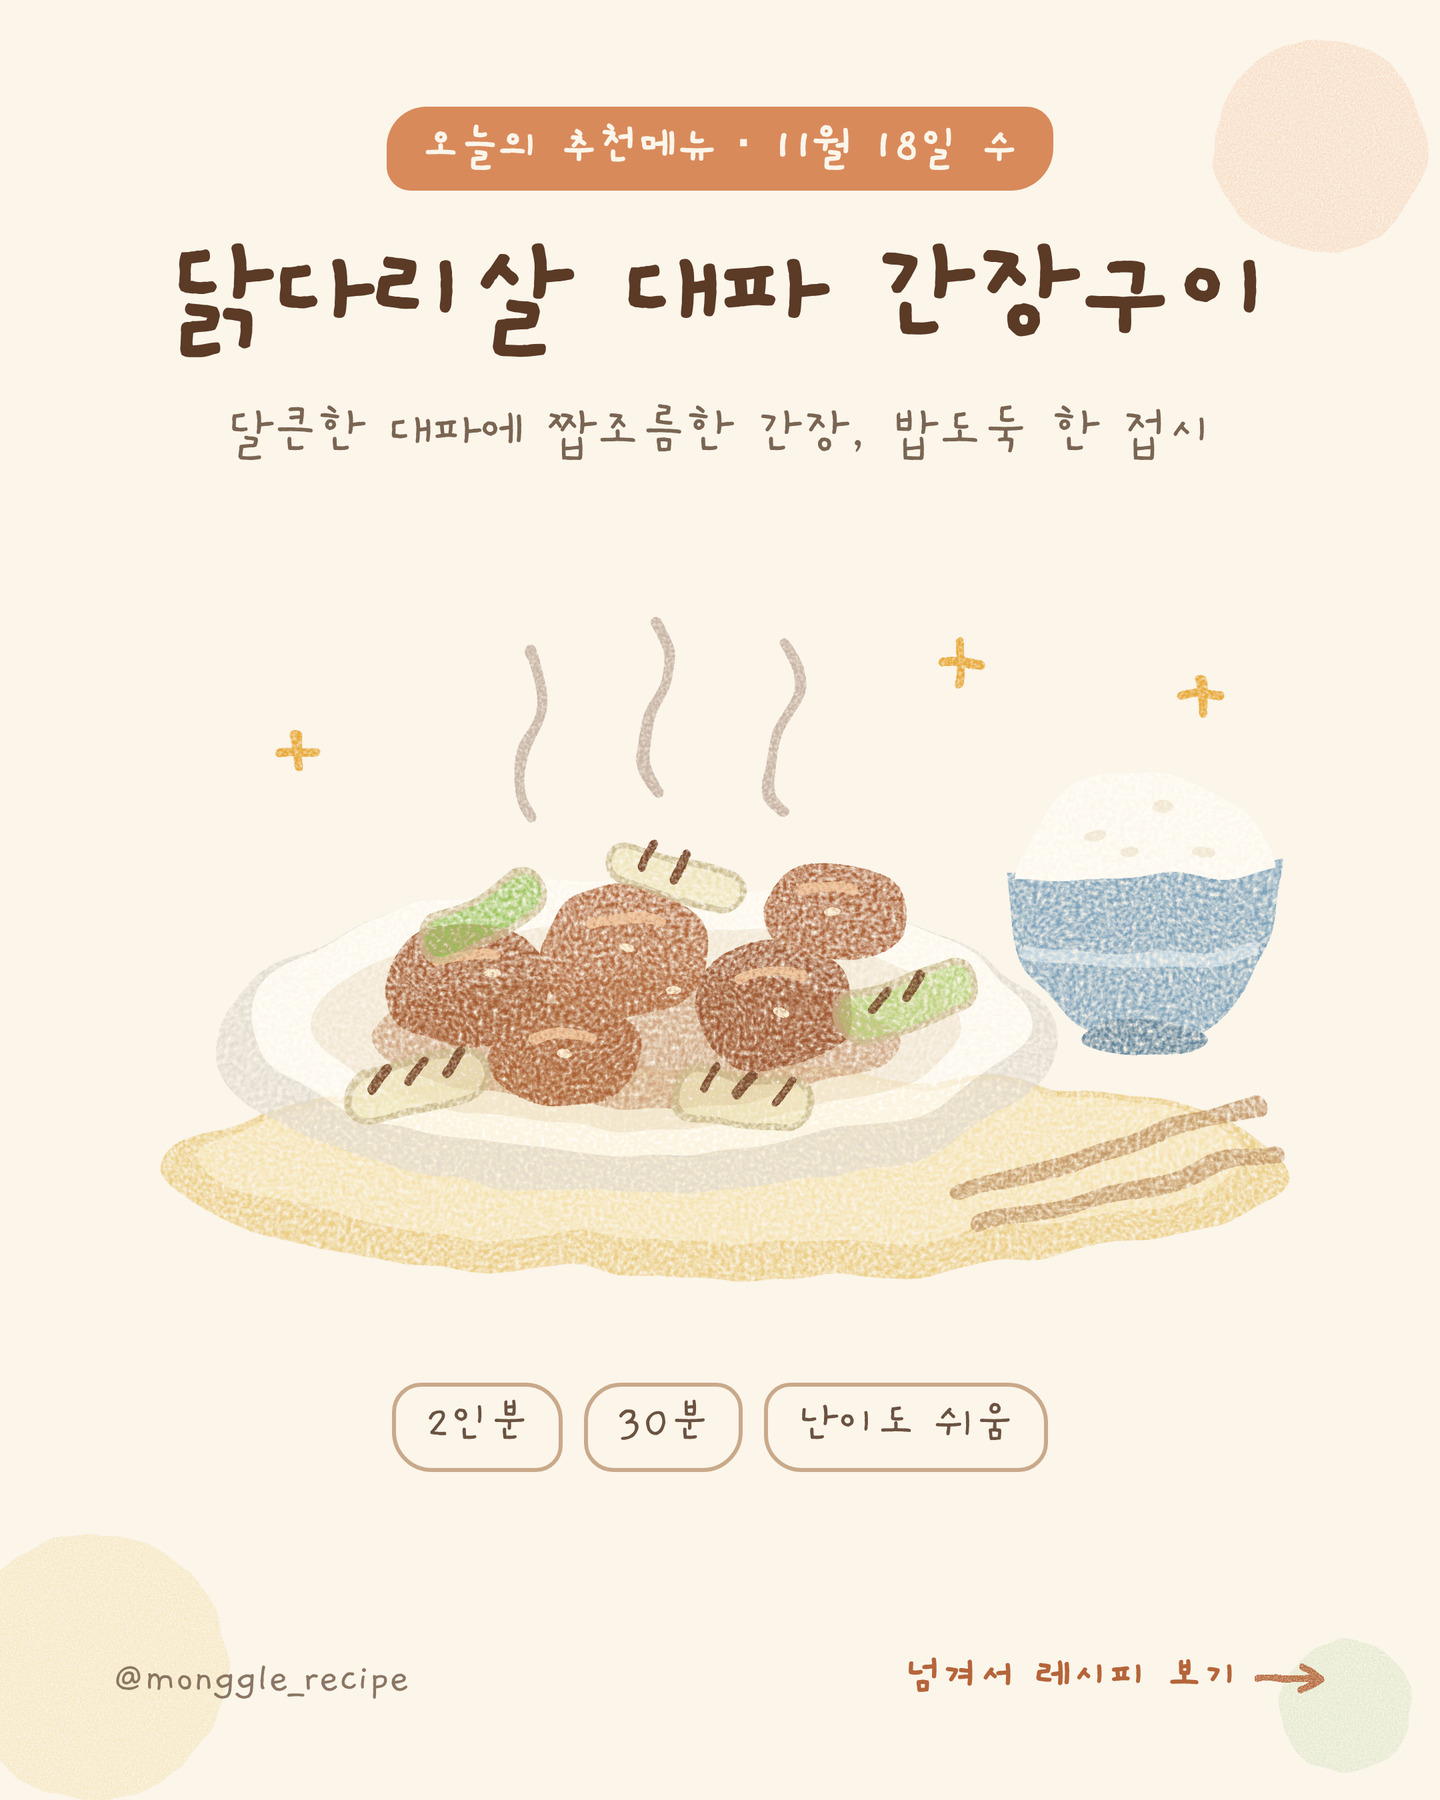 오늘의 추천메뉴 · 11월 18일 수
닭다리살 대파 간장구이
달큰한 대파에 짭조름한 간장, 밥도둑 한 접시
2인분
30분
난이도 쉬움
@monggle_recipe
넘겨서 레시피 보기 →